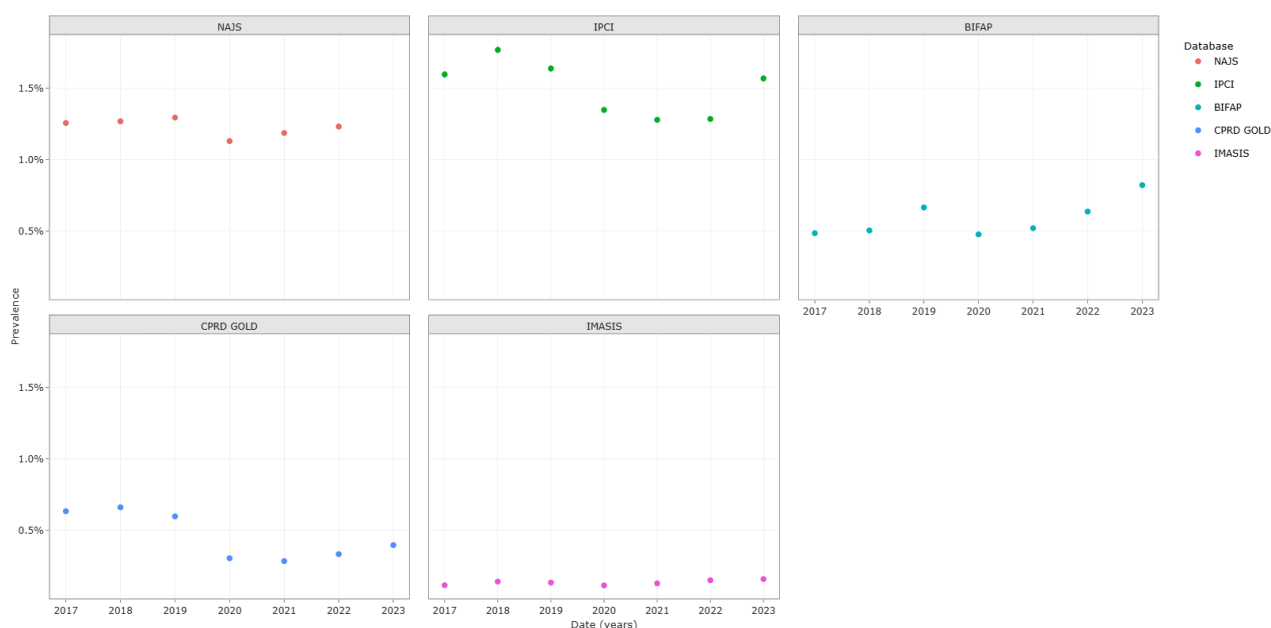 NAJS
IPCI
BIFAP
Database
NAJS
IPCI
BIFAP
CPRD GOLD
IMASIS
1.5%
1.0%
0.5%
2017 2018 2019 2020 2021 2022 2023
Prevalence
CPRD GOLD
IMASIS
1.5%
1.0%
0.5%
2017 2018 2019 2020 2021 2022 2023
2017 2018 2019 2020 2021 2022 2023
Date (years)